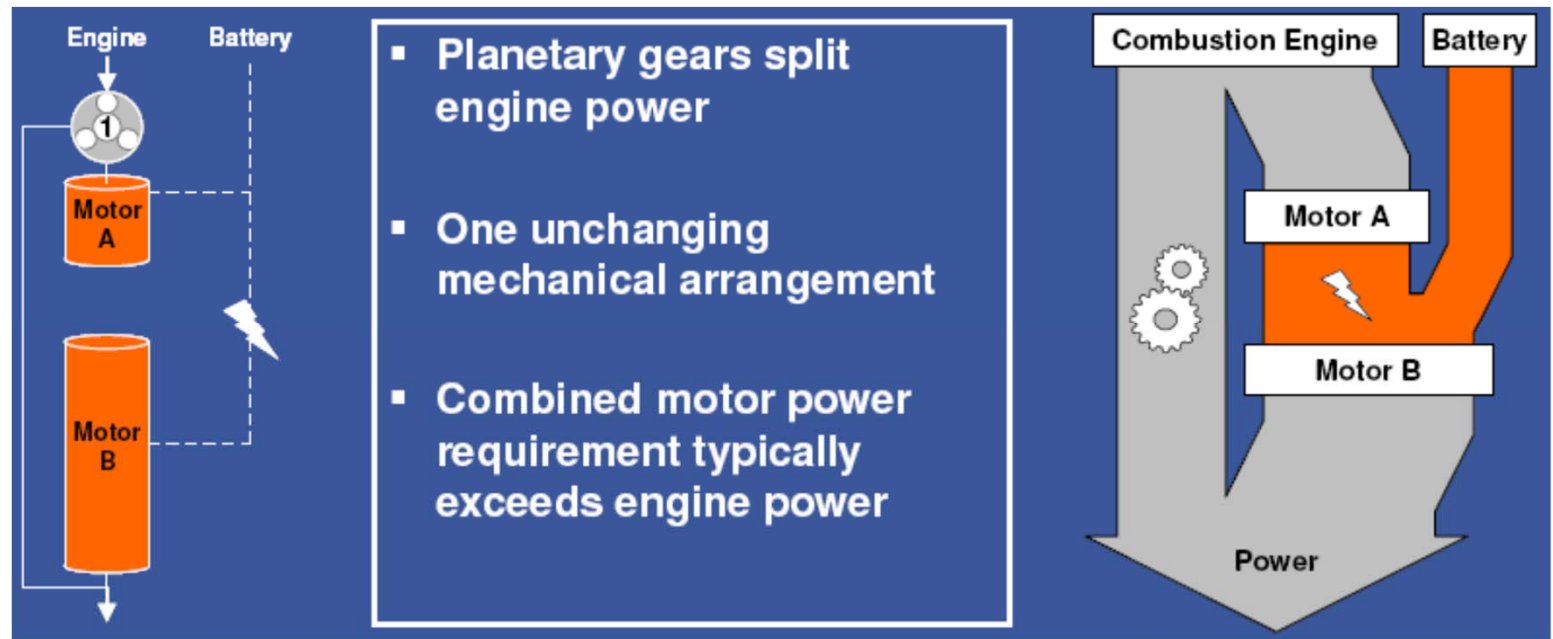 Engine Battery
1
Motor
A
Motor
B
▪ Planetary gears split
engine power
▪ One unchanging
mechanical arrangement
▪ Combined motor power
requirement typically
exceeds engine power
Combustion Engine Battery
Motor A
Motor B
Power